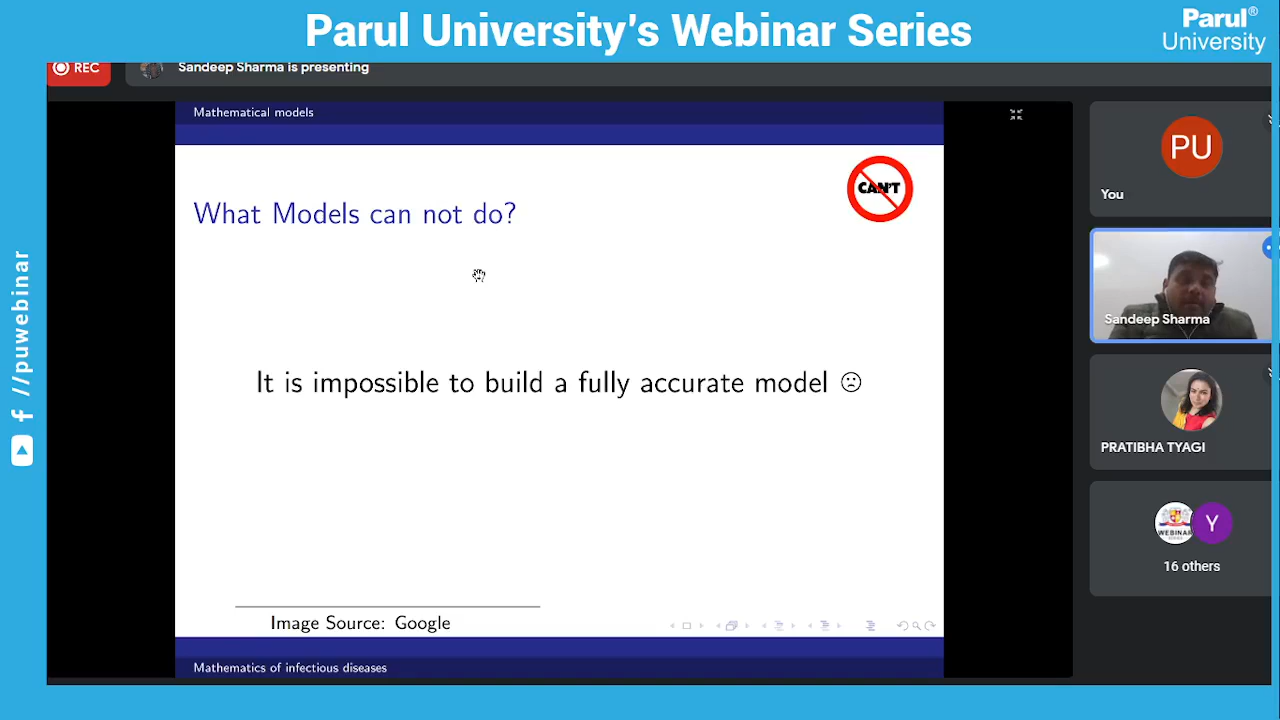 Parul University's Webinar Series
Parul®
University
REC
Sandeep Sharma is presenting
Mathematical models
CAN'T
What Models can not do?
It is impossible to build a fully accurate model
Image Source: Google
Mathematics of infectious diseases
PU
You
Sandeep Sharma
PRATIBHA TYAGI
WEBINAR
Y
16 others
//puwebinar